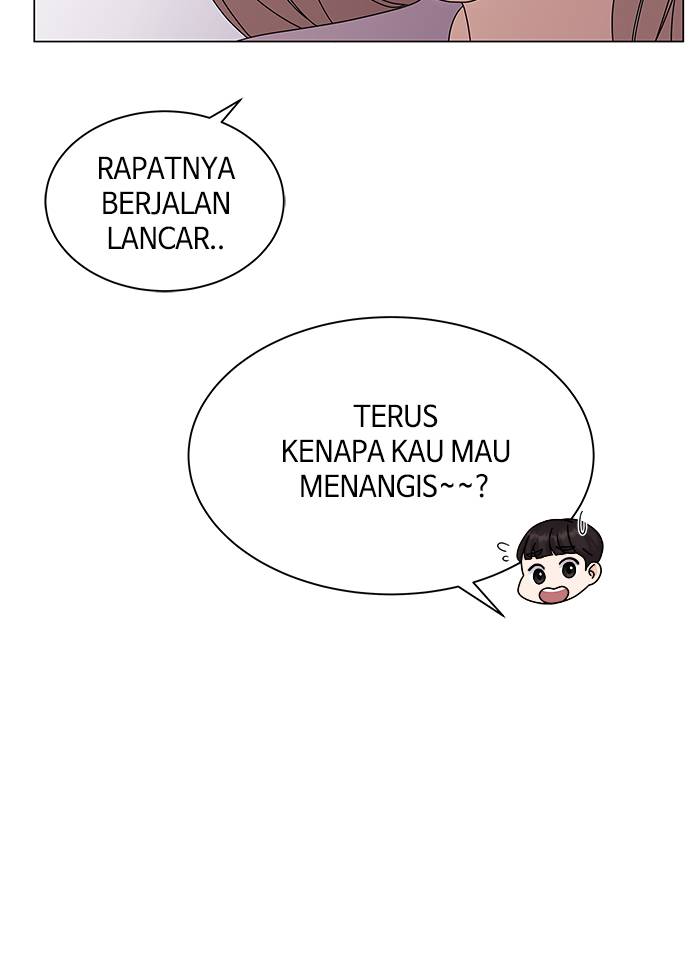 RAPATNYA
BERJALAN
LANCAR..
TERUS
KENAPA KAU MAU
MENANGIS~~?